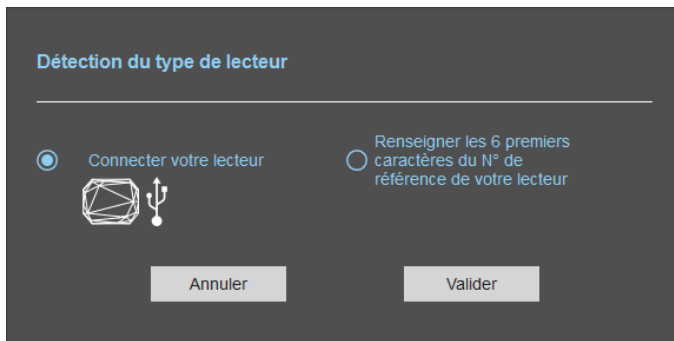 Détection du type de lecteur
Connecter votre lecteur
Renseigner les 6 premiers
caractères du N° de
référence de votre lecteur
Annuler
Valider